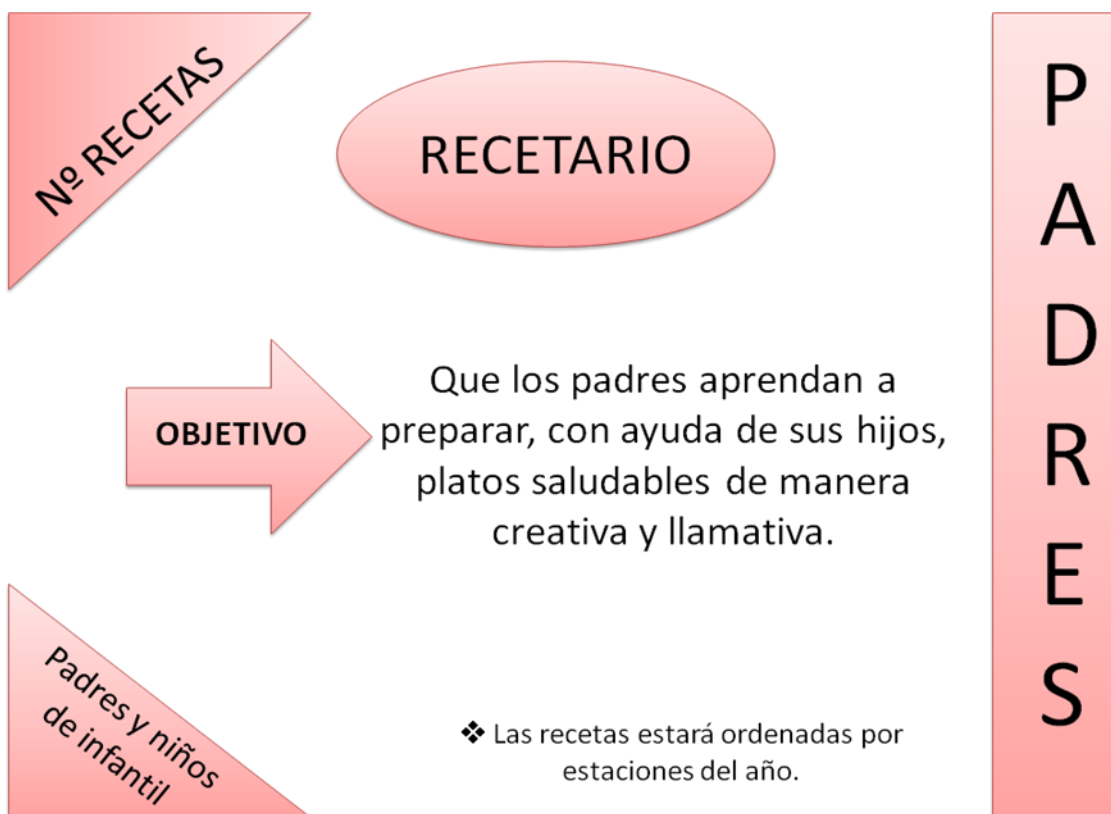 Nº RECETAS
RECETARIO
PADRES
OBJETIVO
Que los padres aprendan a
preparar, con ayuda de sus hijos,
platos saludables de manera
creativa y llamativa.
Padres y niños
de infantil
❖ Las recetas estará ordenadas por
estaciones del año.